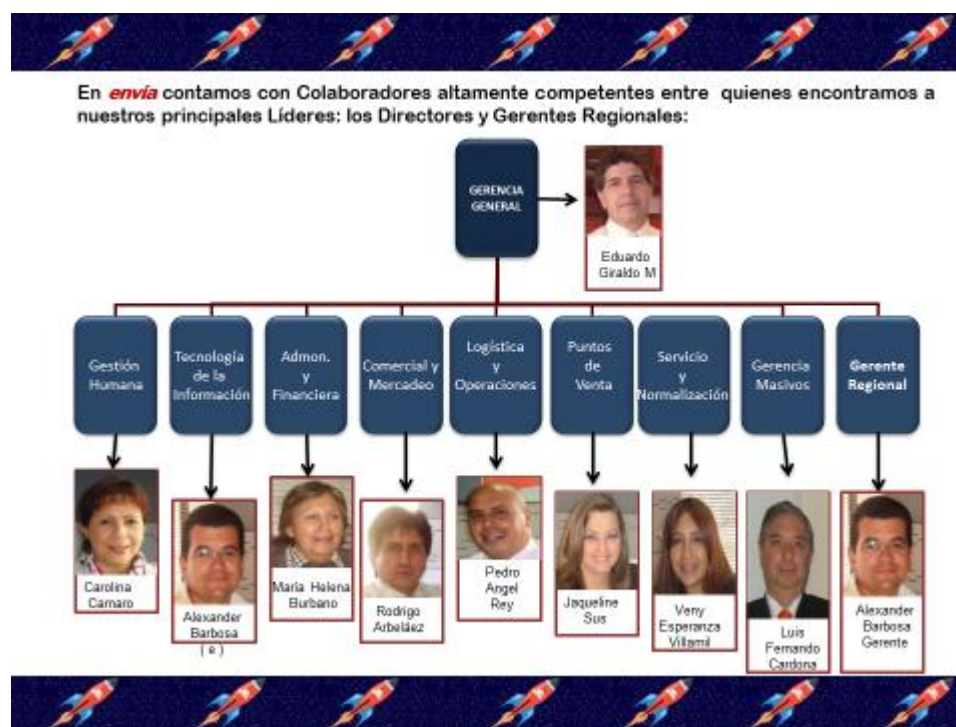 En envía contamos con Colaboradores altamente competentes entre quienes encontramos a
nuestros principales Líderes: los Directores y Gerentes Regionales:
GERENCIA
GENERAL
Eduardo
Giraldo M
Gestión
Humana
Tecnología
de la
Información
Admon.
y
Financiera
Comercial y
Mercadeo
Logística
y
Operaciones
Puntos
de
Venta
Servicio
y
Normalización
Gerencia
Masivos
Gerente
Regional
Carolina
Camaro
Alexander
Barbosa
( e )
María Helena
Burbano
Rodrigo
Arbeláez
Pedro
Angel
Rey
Jaqueline
Sus
Veny
Esperanza
Villamil
Luis
Fernando
Cardona
Alexander
Barbosa
Gerente